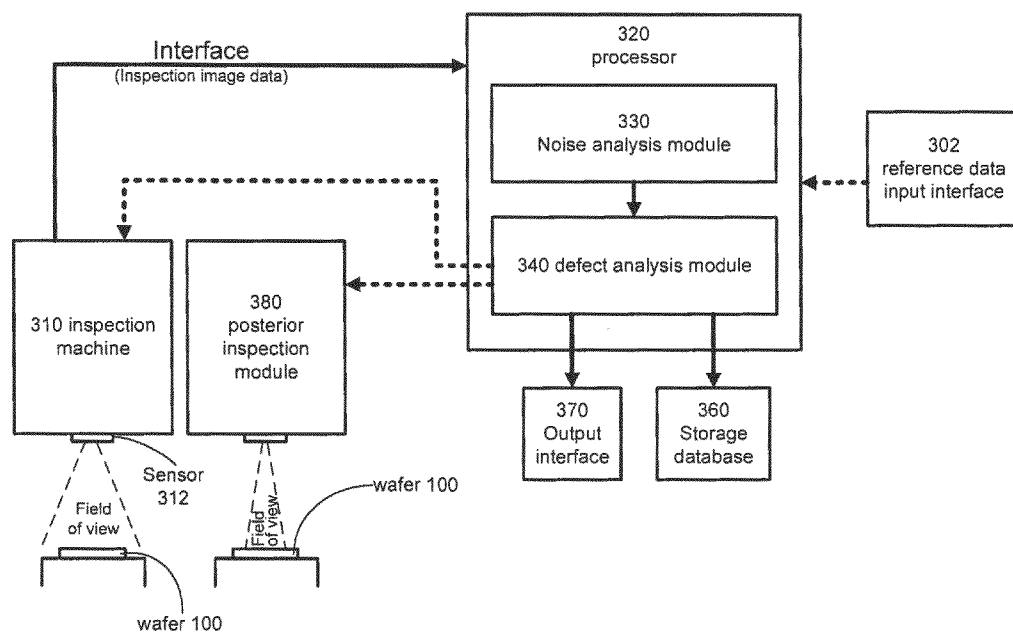 Interface
(Inspection image data)
320
processor
330
Noise analysis module
302
reference data
input interface
340 defect analysis module
310 inspection
machine
380
posterior
inspection
module
370
Output
interface
360
Storage
database
Sensor
312
Field
of view
Field
of view
wafer 100
wafer 100